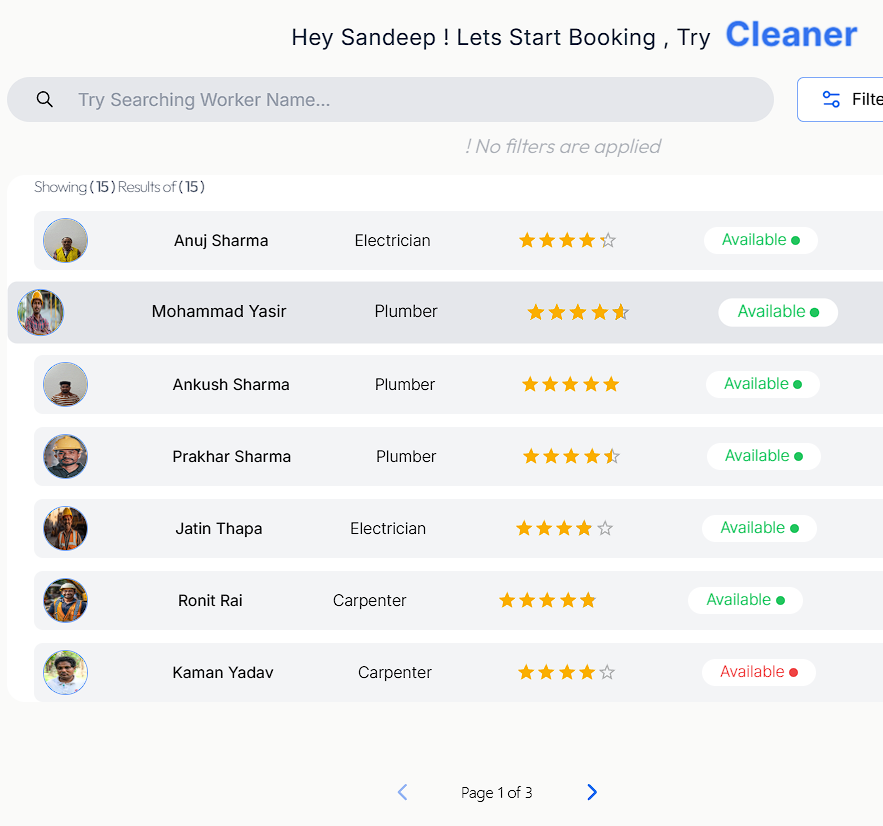 Hey Sandeep ! Lets Start Booking , Try Cleaner
Try Searching Worker Name...
Filte
! No filters are applied
Showing (15) Results of (15)
Anuj Sharma Electrician Available
Mohammad Yasir Plumber Available
Ankush Sharma Plumber Available
Prakhar Sharma Plumber Available
Jatin Thapa Electrician Available
Ronit Rai Carpenter Available
Kaman Yadav Carpenter Available
Page 1 of 3